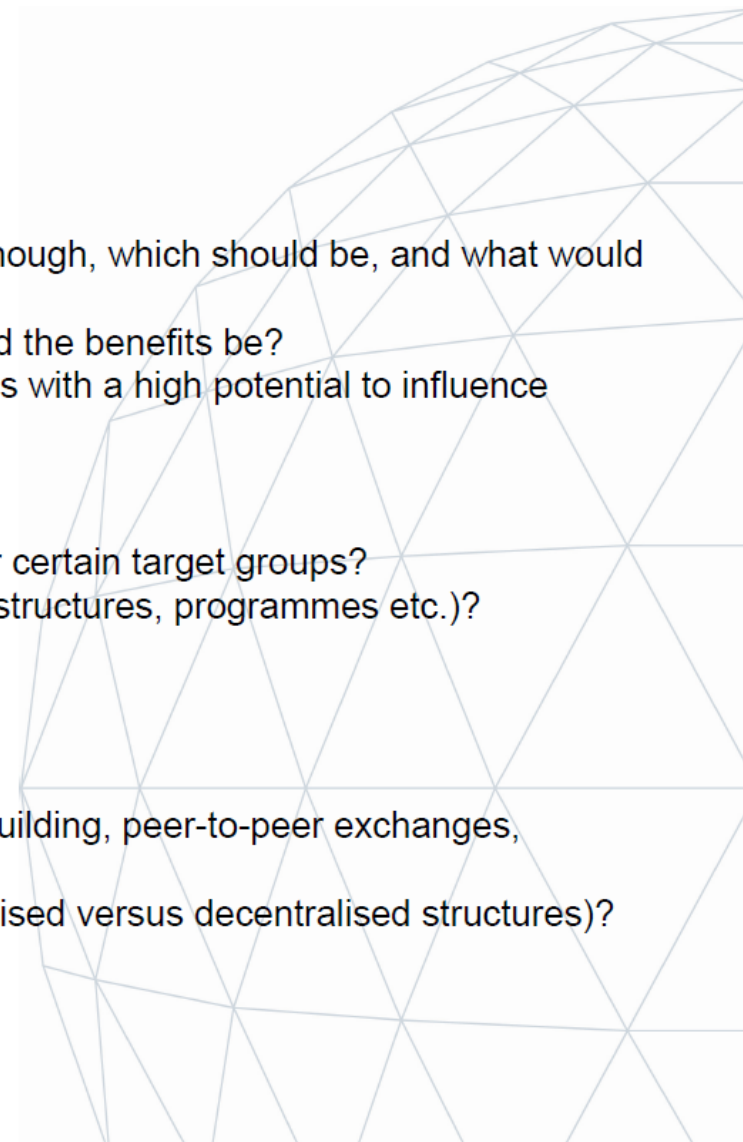 nough, which should be, and what would
d the benefits be?
s with a high potential to influence
r certain target groups?
structures, programmes etc.)?
uilding, peer-to-peer exchanges,
ised versus decentralised structures)?